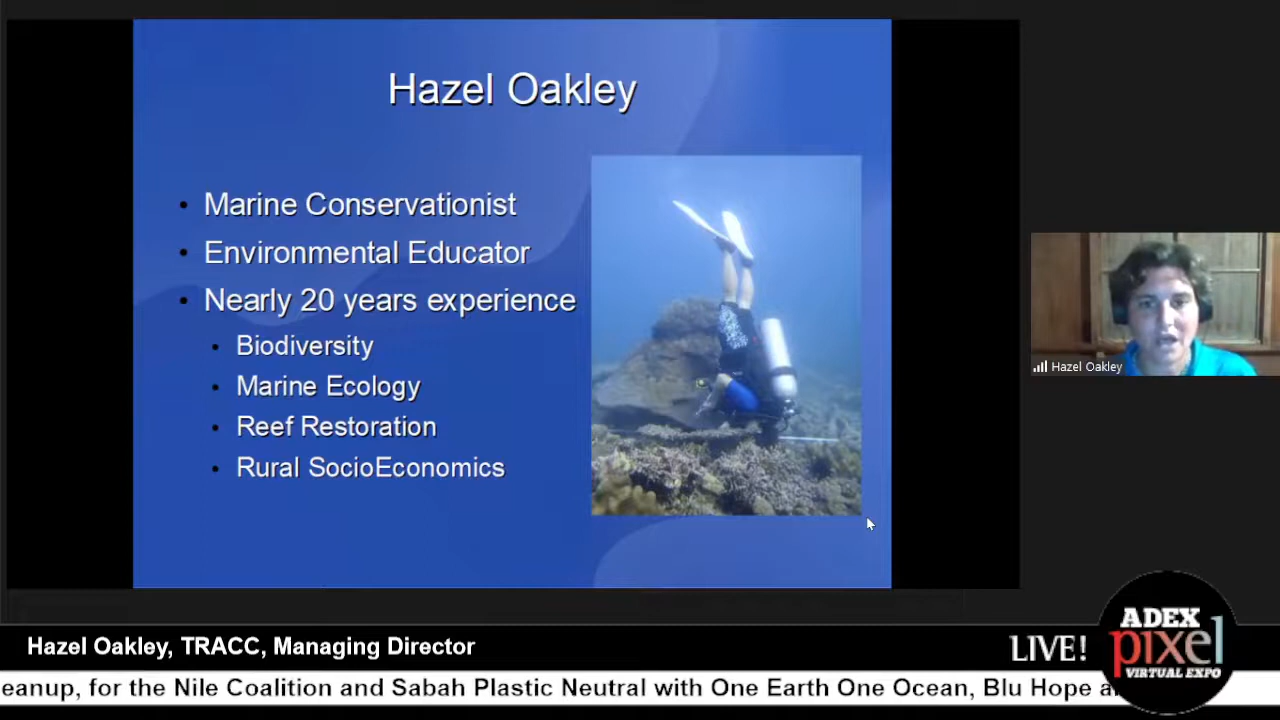 Hazel Oakley
Marine Conservationist
Environmental Educator
Nearly 20 years experience
Biodiversity
Marine Ecology
Reef Restoration
Rural SocioEconomics
Hazel Oakley
Hazel Oakley, TRACC, Managing Director
LIVE!
ADEX
pixel
VIRTUAL EXPO
eanup, for the Nile Coalition and Sabah Plastic Neutral with One Earth One Ocean, Blu Hope a